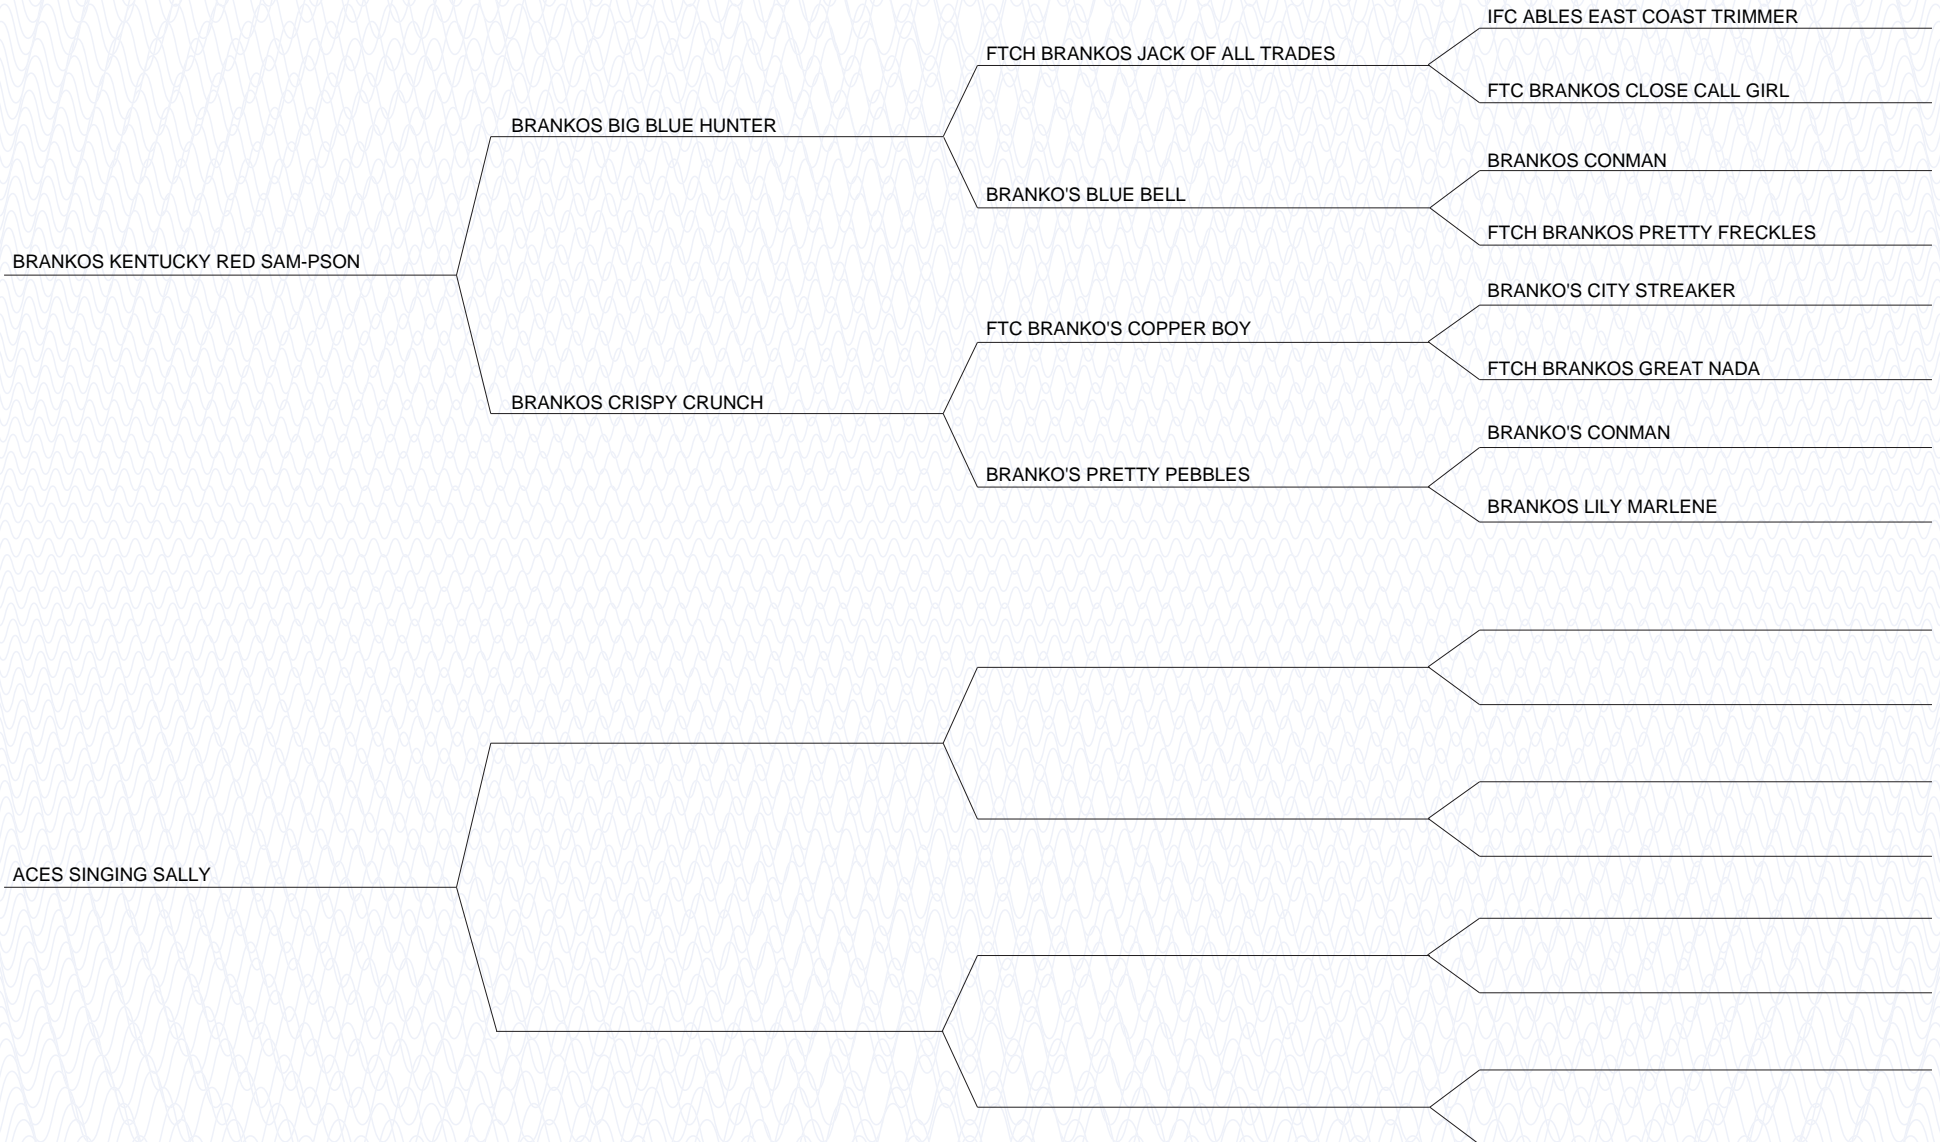 IFC ABLES EAST COAST TRIMMER
FTCH BRANKOS JACK OF ALL TRADES
FTC BRANKOS CLOSE CALL GIRL
BRANKOS BIG BLUE HUNTER
BRANKOS CONMAN
BRANKO'S BLUE BELL
FTCH BRANKOS PRETTY FRECKLES
BRANKOS KENTUCKY RED SAM-PSON
BRANKO'S CITY STREAKER
FTC BRANKO'S COPPER BOY
FTCH BRANKOS GREAT NADA
BRANKOS CRISPY CRUNCH
BRANKO'S CONMAN
BRANKO'S PRETTY PEBBLES
BRANKOS LILY MARLENE
ACES SINGING SALLY